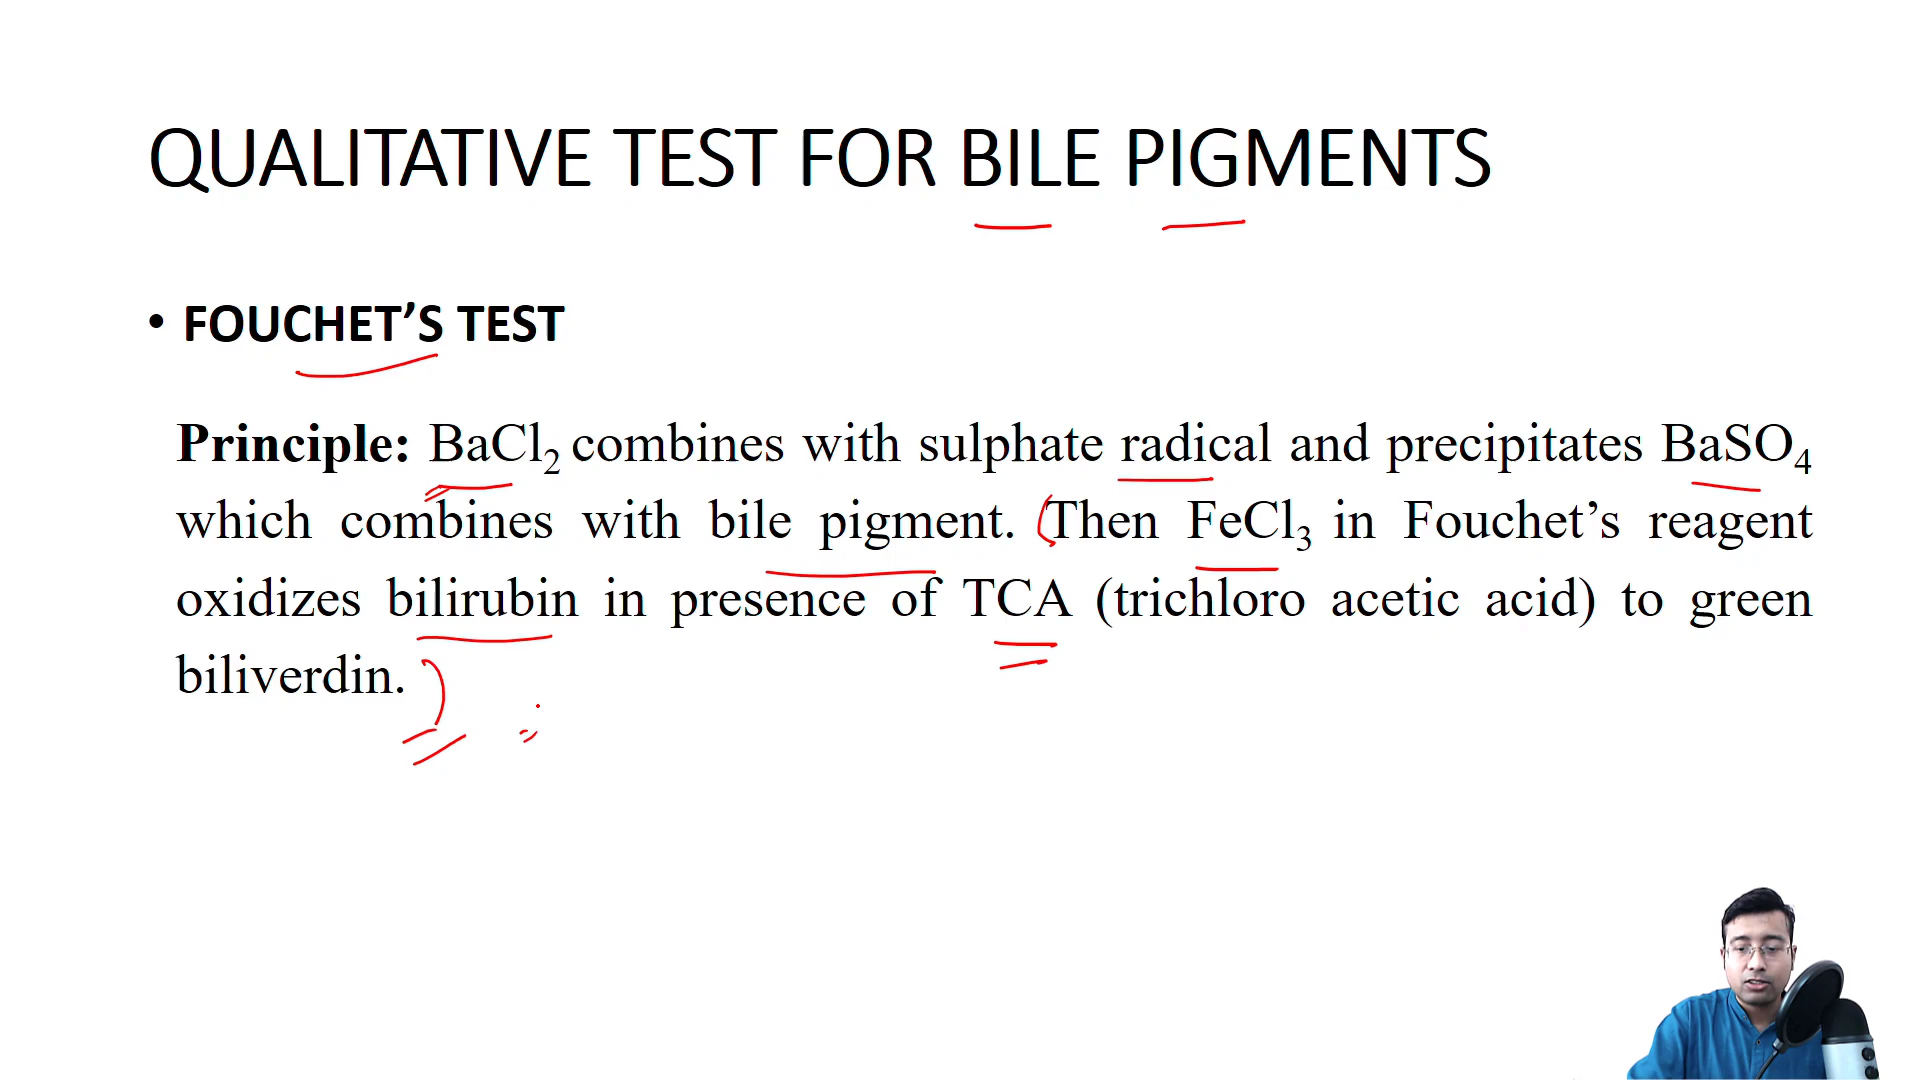 QUALITATIVE TEST FOR BILE PIGMENTS
• FOUCHET’S TEST
Principle: BaCl₂ combines with sulphate radical and precipitates BaSO₄
which combines with bile pigment. Then FeCl₃ in Fouchet’s reagent
oxidizes bilirubin in presence of TCA (trichloro acetic acid) to green
biliverdin.